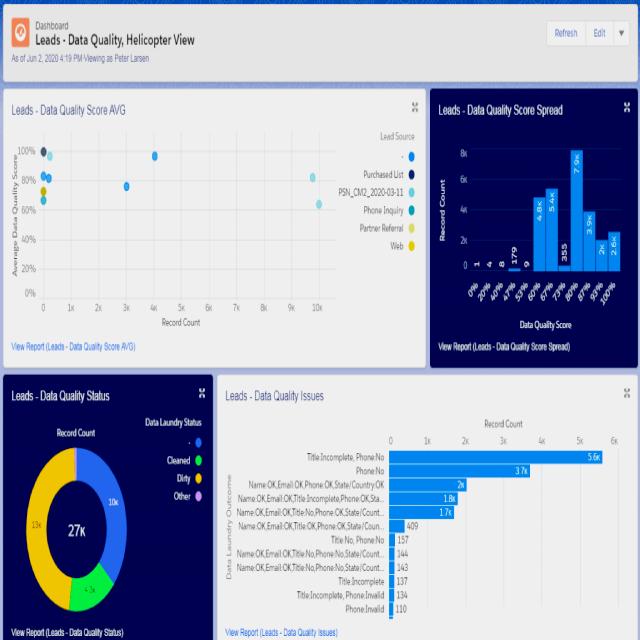 Dashboard
Leads - Data Quality, Helicopter View
As of Jun 2, 2020 4:19 PM·Viewing as Peter Larsen
Refresh
Edit
Leads - Data Quality Score AVG
Average Data Quality Score
100%
80%
60%
40%
20%
0%
0 1K 2K 3K 4K 5K 6K 7K 8K 9K 10K
Record Count
Lead Source
-
Purchased List
PSN_CM2_2020-03-11
Phone Inquiry
Partner Referral
Web
View Report (Leads - Data Quality Score AVG)
Leads - Data Quality Score Spread
Record Count
8K
6K
4K
2K
0
1 4 8 179 9 4.8K 5.4K 355 7.9K 3.9K 2K 2.6K
0% 20% 40% 47% 53% 60% 67% 73% 80% 87% 93% 100%
Data Quality Score
View Report (Leads - Data Quality Score Spread)
Leads - Data Quality Status
Record Count
Data Laundry Status
-
Cleaned
Dirty
Other
10K
13K
27K
View Report (Leads - Data Quality Status)
Leads - Data Quality Issues
Record Count
0 1K 2K 3K 4K 5K 6K
Data Laundry Outcome
Title:Incomplete, Phone:No 5.6K
Phone:No 3.7K
Name:OK,Email:OK,Phone:OK,State/Country:OK 2K
Name:OK,Email:OK,Title:Incomplete,Phone:OK,Sta... 1.8K
Name:OK,Email:OK,Title:No,Phone:OK,State/Count... 1.7K
Name:OK,Email:OK,Title:OK,Phone:OK,State/Coun... 409
Title:No, Phone:No 157
Name:OK,Email:OK,Title:No,Phone:No,State/Count... 144
Name:OK,Email:OK,Title:No,Phone:No,State/Count... 143
Title:Incomplete 137
Title:Incomplete, Phone:Invalid 134
Phone:Invalid 110
View Report (Leads - Data Quality Issues)